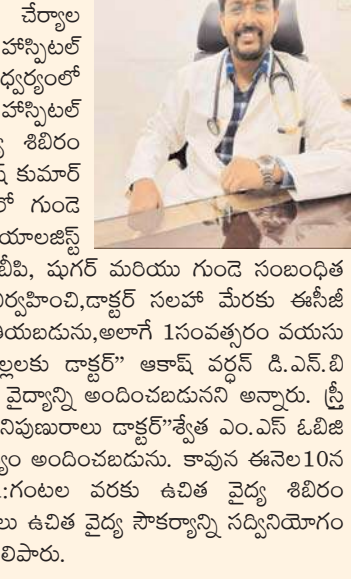 చేర్యాల
హాస్పిటల్
ధ్వర్యంలో
హాస్పిటల్
శిబిరం
కుమార్
గుండె
యాలజిస్ట్
బీపి, షుగర్ మరియు గుండె సంబంధిత
ర్వహించి,డాక్టర్ సలహా మేరకు ఈసీజీ
తియబడును,అలాగే 1సంవత్సరం వయసు
ల్లలకు డాక్టర్" ఆకాష్ వర్ధన్ డి.ఎన్.బి
వైద్యాన్ని అందించబడునని అన్నారు. స్త్రీ
నిపుణురాలు డాక్టర్"శ్వేత ఎం.ఎస్ ఓబిజి
్యం అందించబడును. కావున ఈనెల10న
:గంటల వరకు ఉచిత వైద్య శిబిరం
లు ఉచిత వైద్య సౌకర్యాన్ని సద్వినియోగం
లిపారు.